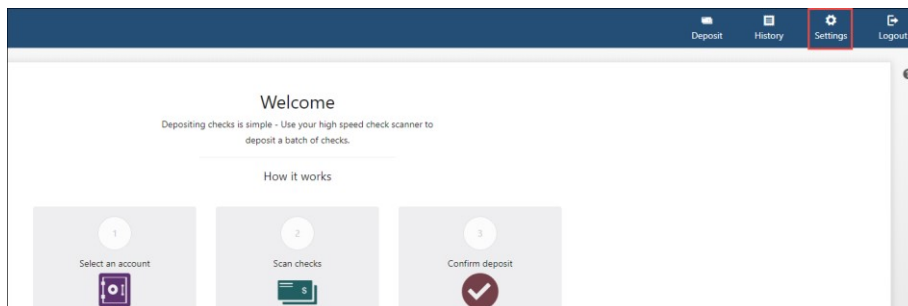 Deposit
History
Settings
Logout
Welcome
Depositing checks is simple - Use your high speed check scanner to
deposit a batch of checks.
How it works
1
2
3
Select an account
Scan checks
Confirm deposit
$